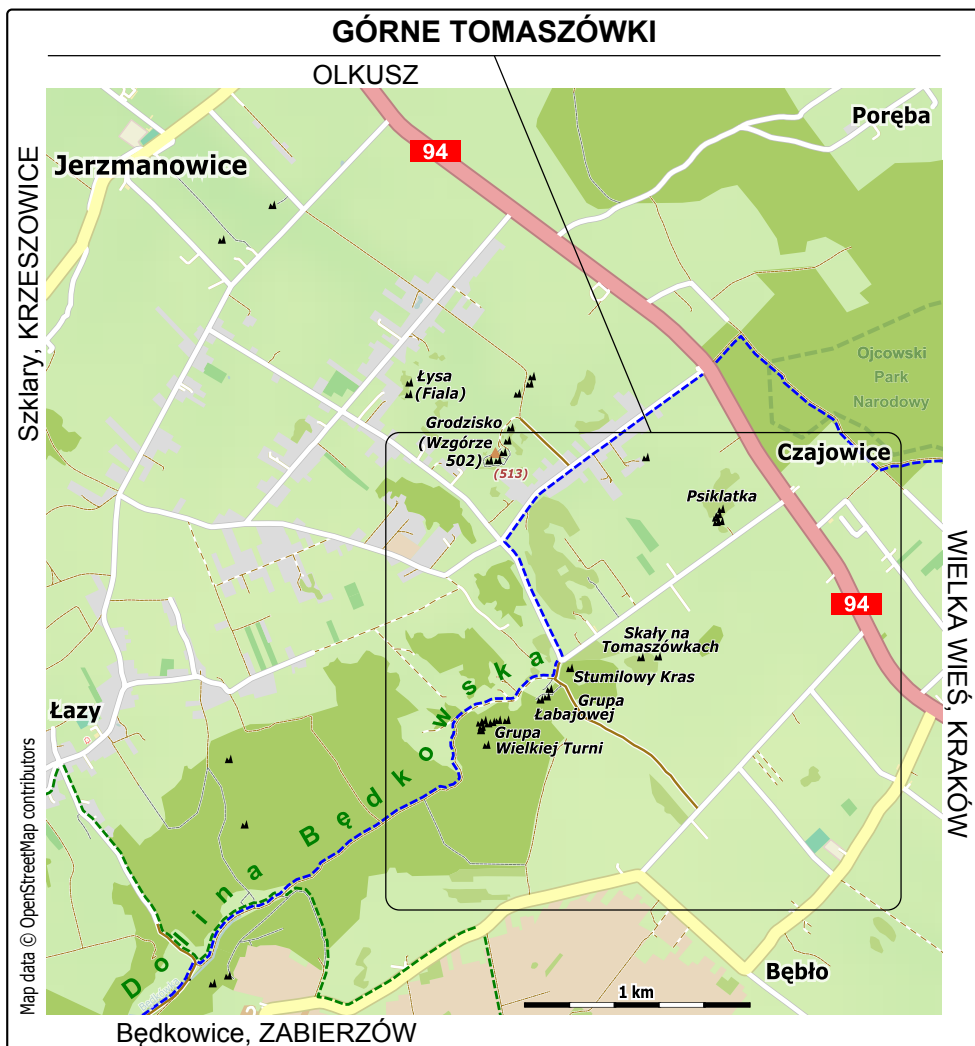 GÓRNE TOMASZÓWKI
OLKUSZ
Poręba
94
Jerzmanowice
Szklary, KRZESZOWICE
Ojcowski
Park
Narodowy
Łysa
(Fiala)
Grodzisko
(Wzgórze
502)
(513)
Czajowice
Psiklatka
WIELKA WIEŚ, KRAKÓW
94
Skały na
Tomaszówkach
Stumilowy Kras
Grupa
Łabajowej
Łazy
Grupa
Wielkiej Turni
Dolina Będkowska
Map data © OpenStreetMap contributors
Bębło
1 km
Będkowice, ZABIERZÓW